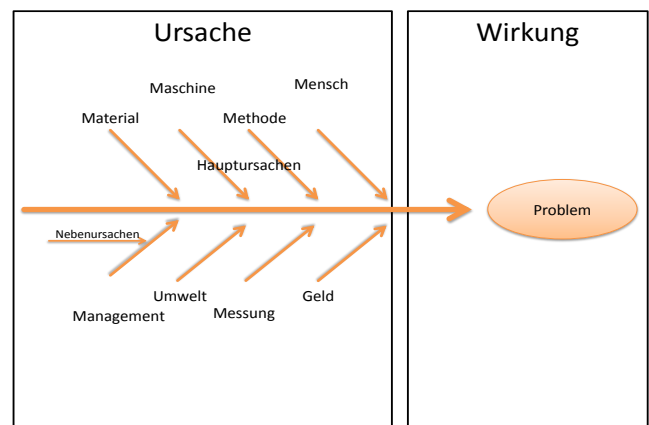 Ursache
Wirkung
Maschine
Mensch
Material
Methode
Hauptursachen
Problem
Nebenursachen
Umwelt
Geld
Management
Messung